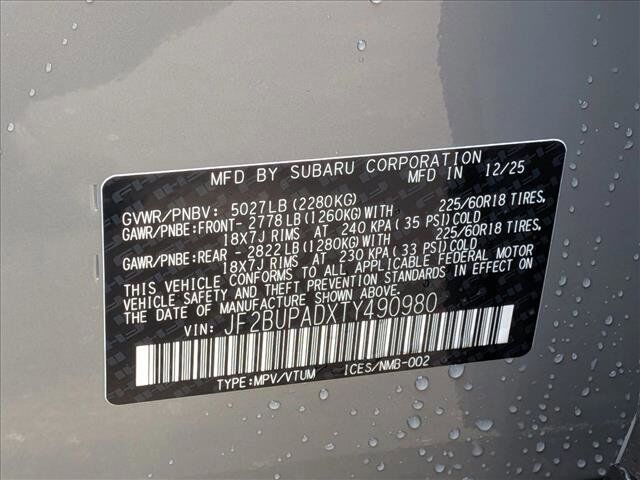 MFD BY SUBARU CORPORATION
MFD IN 12/25
GVWR/PNBV: 5027LB(2280KG)
GAWR/PNBE:FRONT- 2778LB(1260KG)WITH 225/60R18 TIRES,
18X7J RIMS AT 240 KPA( 35 PSI)COLD
GAWR/PNBE:REAR - 2822LB(1280KG)WITH 225/60R18 TIRES,
18X7J RIMS AT 230 KPA( 33 PSI)COLD
THIS VEHICLE CONFORMS TO ALL APPLICABLE FEDERAL MOTOR
VEHICLE SAFETY AND THEFT PREVENTION STANDARDS IN EFFECT ON
THE DATE OF MANUFACTURE SHOWN ABOVE.
VIN: JF2BUPADXTY490980
TYPE:MPV/VTUM ICES/NMB-002